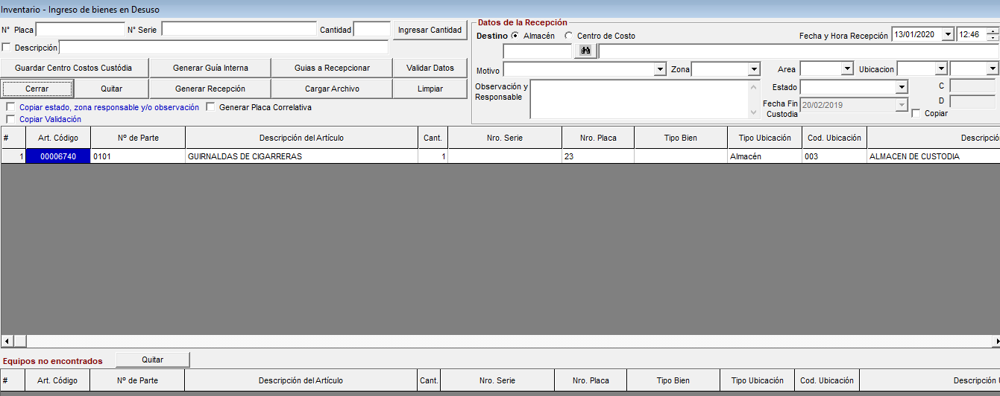 Inventario - Ingreso de bienes en Desuso
N° Placa N° Serie Cantidad Ingresar Cantidad
Descripción
Guardar Centro Costos Custódia Generar Guía Interna Guias a Recepcionar Validar Datos
Cerrar Quitar Generar Recepción Cargar Archivo Limpiar
Copiar estado, zona responsable y/o observación Generar Placa Correlativa
Copiar Validación
Datos de la Recepción
Destino Almacén Centro de Costo Fecha y Hora Recepción 13/01/2020 12:46
Motivo Zona Area Ubicacion
Observación y Responsable Estado C
Fecha Fin Custodia 20/02/2019 D
Copiar
# Art. Código Nº de Parte Descripción del Artículo Cant. Nro. Serie Nro. Placa Tipo Bien Tipo Ubicación Cod. Ubicación Descripció
1 00006740 0101 GUIRNALDAS DE CIGARRERAS 1 23 Almacén 003 ALMACEN DE CUSTODIA
Equipos no encontrados Quitar
# Art. Código Nº de Parte Descripción del Artículo Cant. Nro. Serie Nro. Placa Tipo Bien Tipo Ubicación Cod. Ubicación Descripción